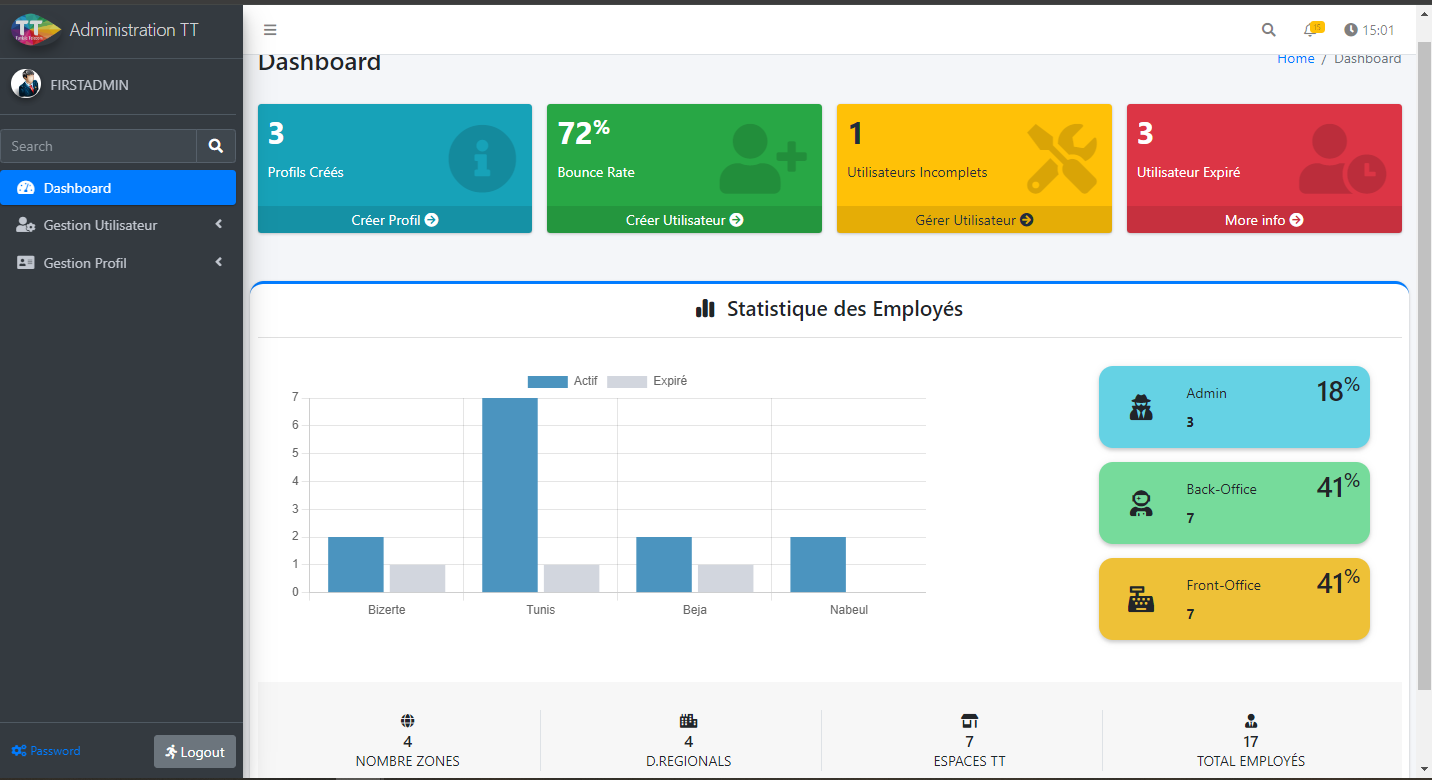 TT
Administration TT
15
15:01
FIRSTADMIN
Search
Dashboard
Gestion Utilisateur
Gestion Profil
Password
Logout
Dashboard
Home / Dashboard
3
Profils Créés
Créer Profil
72%
Bounce Rate
Créer Utilisateur
1
Utilisateurs Incomplets
Gérer Utilisateur
3
Utilisateur Expiré
More info
Statistique des Employés
Actif Expiré
7
6
5
4
3
2
1
0
Bizerte Tunis Beja Nabeul
Admin 18%
3
Back-Office 41%
7
Front-Office 41%
7
4
NOMBRE ZONES
4
D.REGIONALS
7
ESPACES TT
17
TOTAL EMPLOYÉS